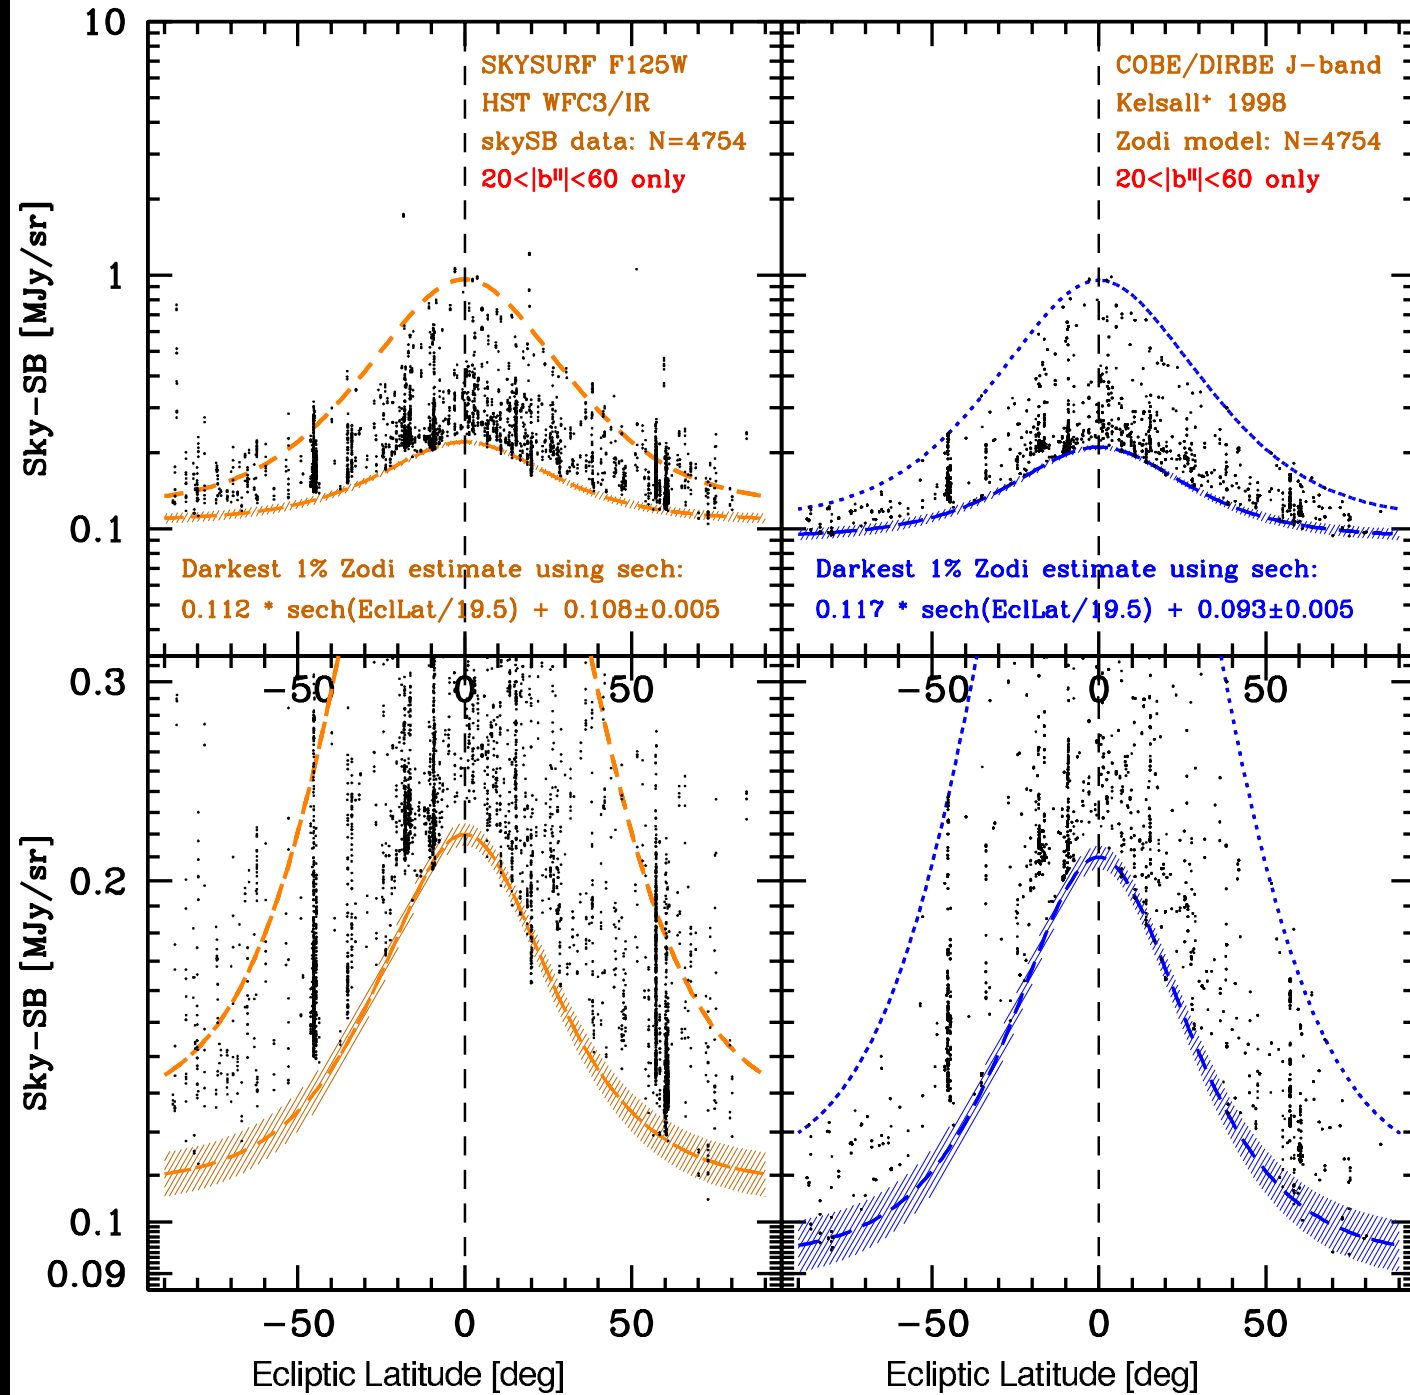 10
1
0.1
Sky-SB [MJy/sr]
SKYSURF F125W
HST WFC3/IR
skySB data: N=4754
20<|bᴵᴵ|<60 only
Darkest 1% Zodi estimate using sech:
0.112 * sech(EclLat/19.5) + 0.108±0.005
COBE/DIRBE J-band
Kelsall⁺ 1998
Zodi model: N=4754
20<|bᴵᴵ|<60 only
Darkest 1% Zodi estimate using sech:
0.117 * sech(EclLat/19.5) + 0.093±0.005
-50 0 50
-50 0 50
0.3
0.2
0.1
0.09
Sky-SB [MJy/sr]
-50 0 50
-50 0 50
Ecliptic Latitude [deg]
Ecliptic Latitude [deg]